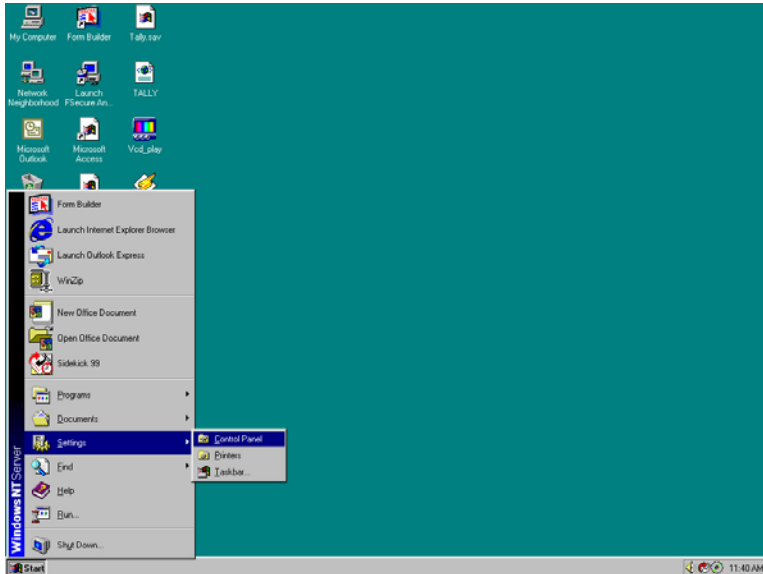 My Computer
Form Builder
Tally.sav
Network Neighborhood
Launch FSecure An...
TALLY
Microsoft Outlook
Microsoft Access
Vcd_play
Form Builder
Launch Internet Explorer Browser
Launch Outlook Express
WinZip
New Office Document
Open Office Document
Sidekick 99
Programs
Documents
Settings
Find
Help
Run...
Shut Down...
Windows NT Server
Control Panel
Printers
Taskbar...
Start
11:40 AM